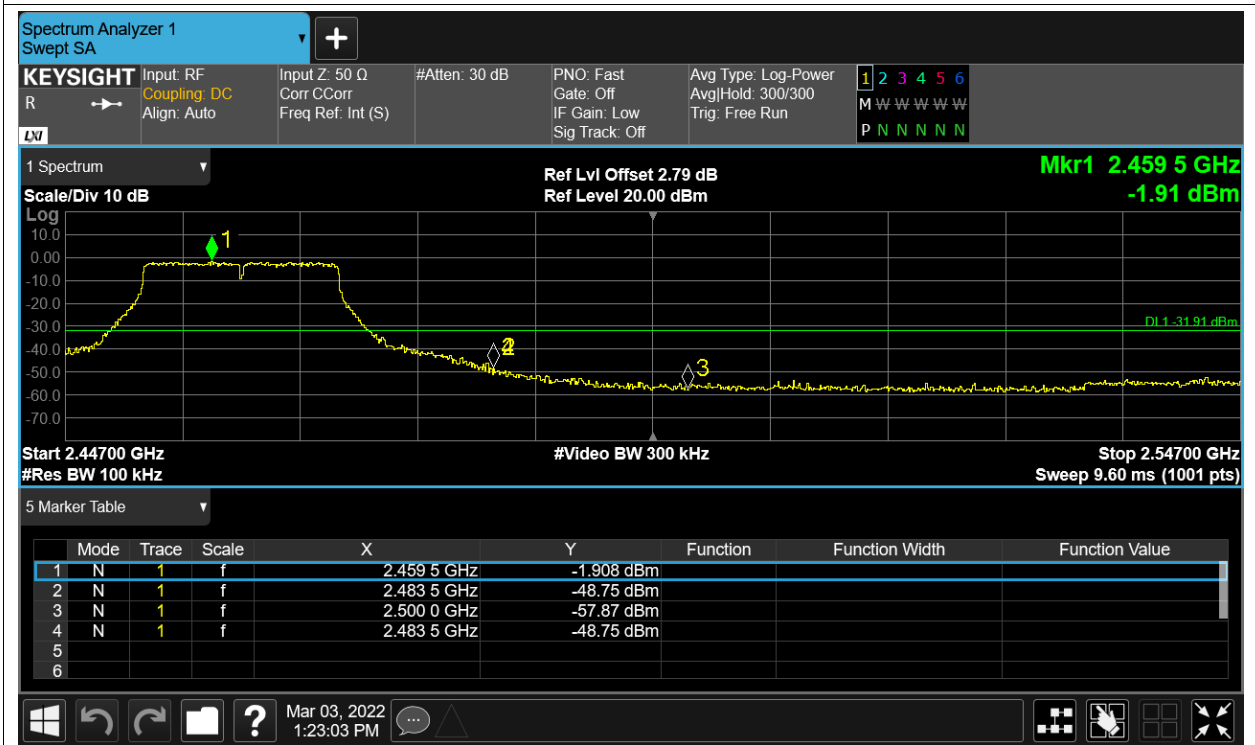 Spectrum Analyzer 1
Swept SA
KEYSIGHT Input: RF Input Z: 50 Ω #Atten: 30 dB PNO: Fast Avg Type: Log-Power 1 2 3 4 5 6
R Coupling: DC Corr CCorr Gate: Off Avg|Hold: 300/300 M W W W W W
Align: Auto Freq Ref: Int (S) IF Gain: Low Trig: Free Run
LXI Sig Track: Off P N N N N N
1 Spectrum Ref Lvl Offset 2.79 dB Mkr1 2.459 5 GHz
Scale/Div 10 dB Ref Level 20.00 dBm -1.91 dBm
Log
10.0
1
0.00
-10.0
-20.0
-30.0
DL1 -31.91 dBm
-40.0
2
3
-50.0
-60.0
-70.0
Start 2.44700 GHz #Video BW 300 kHz Stop 2.54700 GHz
#Res BW 100 kHz Sweep 9.60 ms (1001 pts)
5 Marker Table
Mode Trace Scale X Y Function Function Width Function Value
1 N 1 f 2.459 5 GHz -1.908 dBm
2 N 1 f 2.483 5 GHz -48.75 dBm
3 N 1 f 2.500 0 GHz -57.87 dBm
4 N 1 f 2.483 5 GHz -48.75 dBm
5
6
? Mar 03, 2022
1:23:03 PM